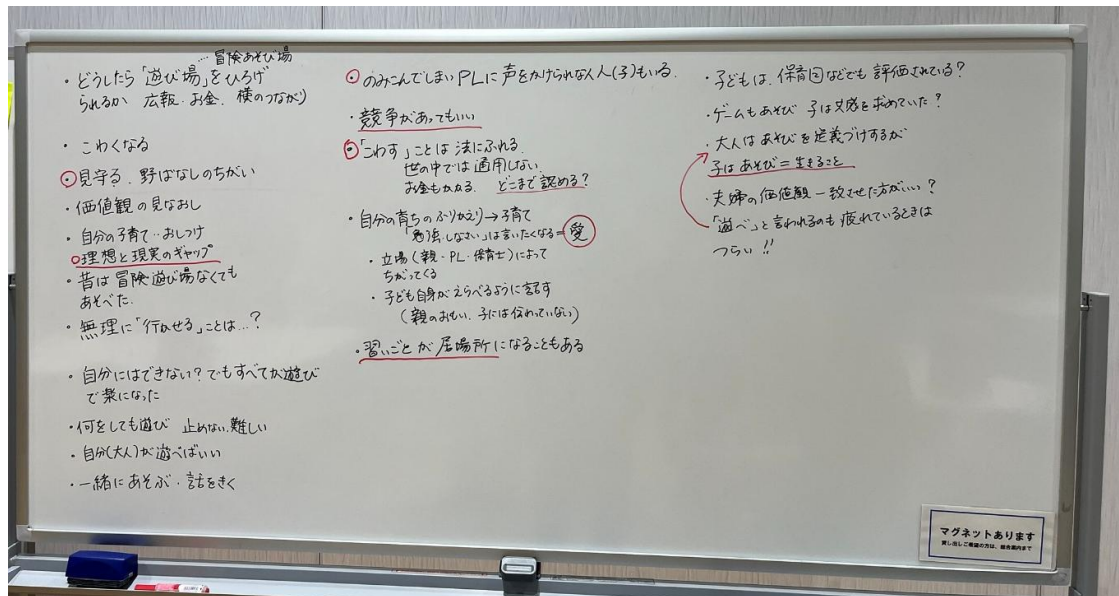 …冒険あそび場
・どうしたら「遊び場」をひろげ
られるか 広報・お金・横のつながり
・こわくなる
・見守る、野ばなしのちがい
・価値観の見なおし
・自分の子育て…おしつけ
理想と現実のギャップ
・昔は冒険遊び場なくても
あそべた.
・無理に「行かせる」ことは…?
・自分にはできない?でもすべてが遊び
で楽になった
・何をしても遊び 止めない.難しい
・自分(大人)が遊べばいい
・一緒にあそぶ・話をきく
・のみこんでしまいPLに声をかけられない人(子)もいる.
・競争があってもいい
・「こわす」ことは法にふれる.
世の中では通用しない.
お金もかかる. どこまで認める?
・自分の育ちのふりかえり→子育て
「勉強しなさい」は言いたくなる=愛
・立場(親・PL・保育士)によって
ちがってくる
・子ども自身がえらべるように話す
(親のおもい、子には伝わっていない)
・習いごとが居場所になることもある
・子どもは、保育園などでも評価されている?
・ゲームもあそび 子は共感を求めていた?
・大人はあそびを定義づけするが
子はあそび=生きること
・夫婦の価値観一致させた方がいい?
「遊べ」と言われるのも疲れているときは
つらい!!
マグネットあります
貸し出しご希望の方は、総合案内まで